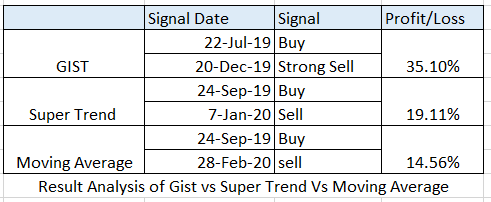 Signal Date Signal Profit/Loss
22-Jul-19 Buy
GIST 20-Dec-19 Strong Sell 35.10%
24-Sep-19 Buy
Super Trend 7-Jan-20 Sell 19.11%
24-Sep-19 Buy
Moving Average 28-Feb-20 sell 14.56%
Result Analysis of Gist vs Super Trend Vs Moving Average